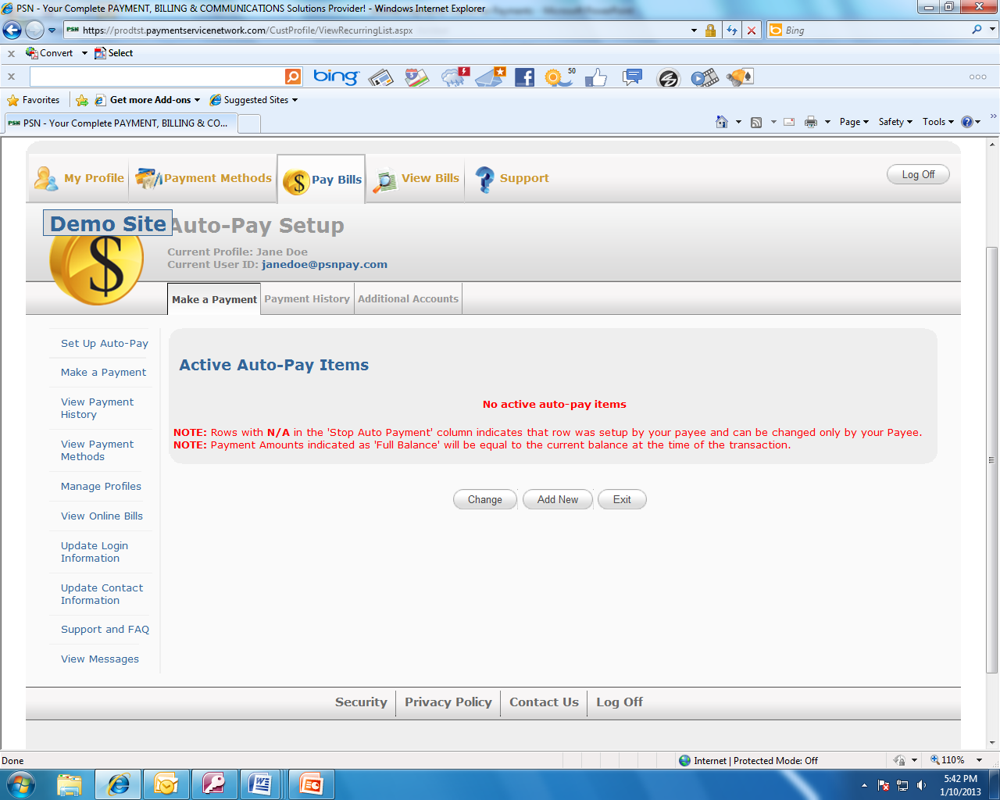 PSN - Your Complete PAYMENT, BILLING & COMMUNICATIONS Solutions Provider! - Windows Internet Explorer
PSN https://prodtst.paymentservicenetwork.com/CustProfile/ViewRecurringList.aspx
Bing
x Convert Select
x bing 50
Favorites Get more Add-ons Suggested Sites
PSN PSN - Your Complete PAYMENT, BILLING & CO...
Page Safety Tools
My Profile Payment Methods Pay Bills View Bills Support
Log Off
Demo Site
Auto-Pay Setup
Current Profile: Jane Doe
Current User ID: janedoe@psnpay.com
Make a Payment Payment History Additional Accounts
Set Up Auto-Pay
Make a Payment
View Payment
History
View Payment
Methods
Manage Profiles
View Online Bills
Update Login
Information
Update Contact
Information
Support and FAQ
View Messages
Active Auto-Pay Items
No active auto-pay items
NOTE: Rows with N/A in the 'Stop Auto Payment' column indicates that row was setup by your payee and can be changed only by your Payee.
NOTE: Payment Amounts indicated as 'Full Balance' will be equal to the current balance at the time of the transaction.
Change Add New Exit
Security Privacy Policy Contact Us Log Off
Done
Internet | Protected Mode: Off
110%
5:42 PM
1/10/2013